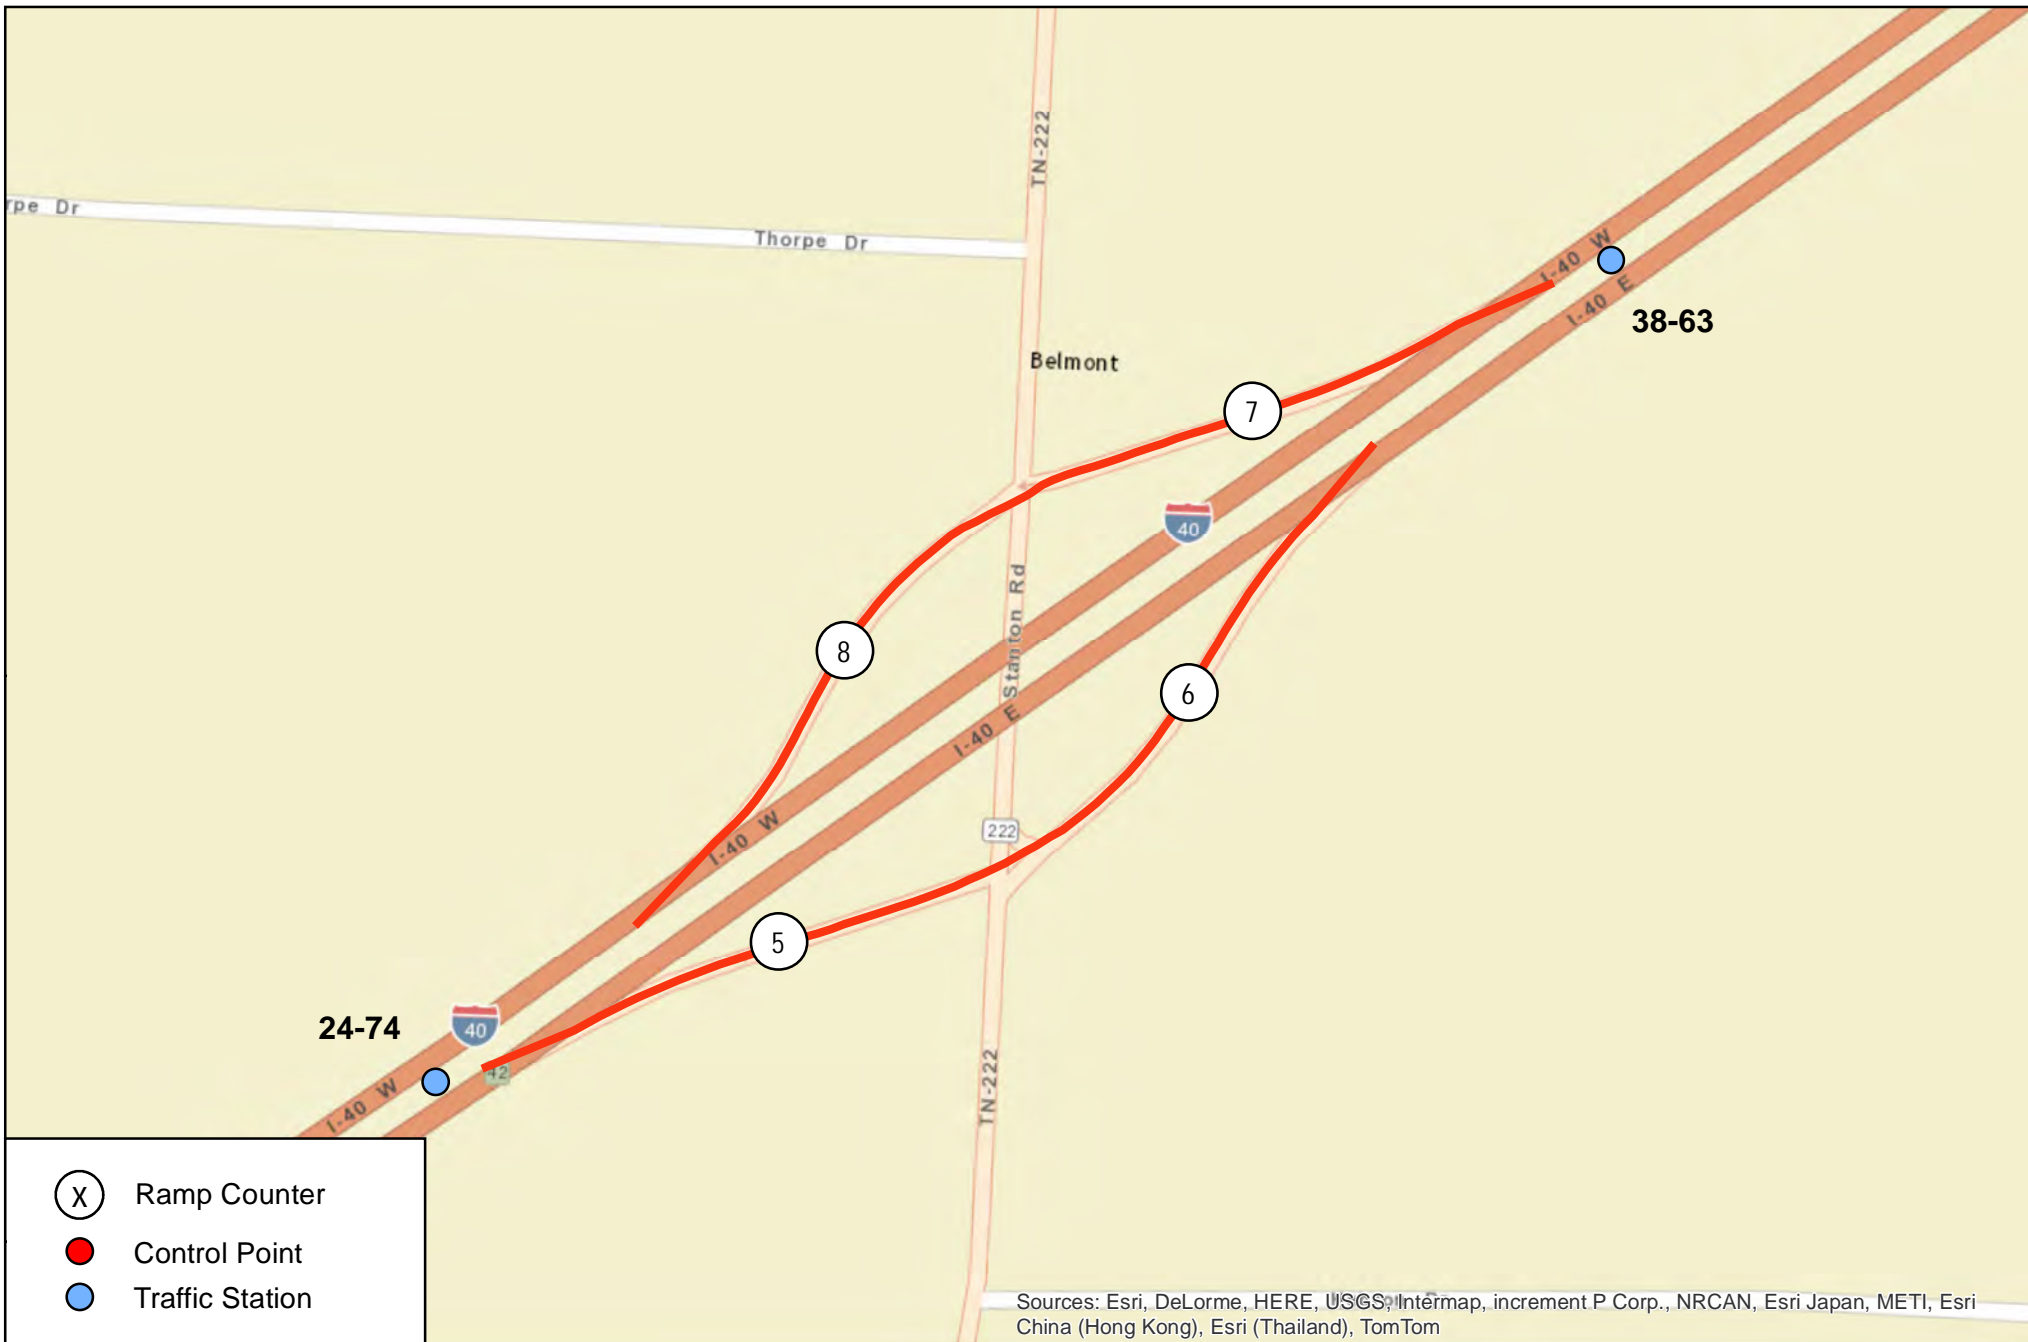 TN-222
rpe Dr
Thorpe Dr
I-40 W
I-40 E
38-63
Belmont
7
40
Stanton Rd
8
6
I-40 E
I-40 W
222
5
24-74
40
42
I-40 W
TN-222
X Ramp Counter
Control Point
Traffic Station
Sources: Esri, DeLorme, HERE, USGS, Intermap, increment P Corp., NRCAN, Esri Japan, METI, Esri
China (Hong Kong), Esri (Thailand), TomTom